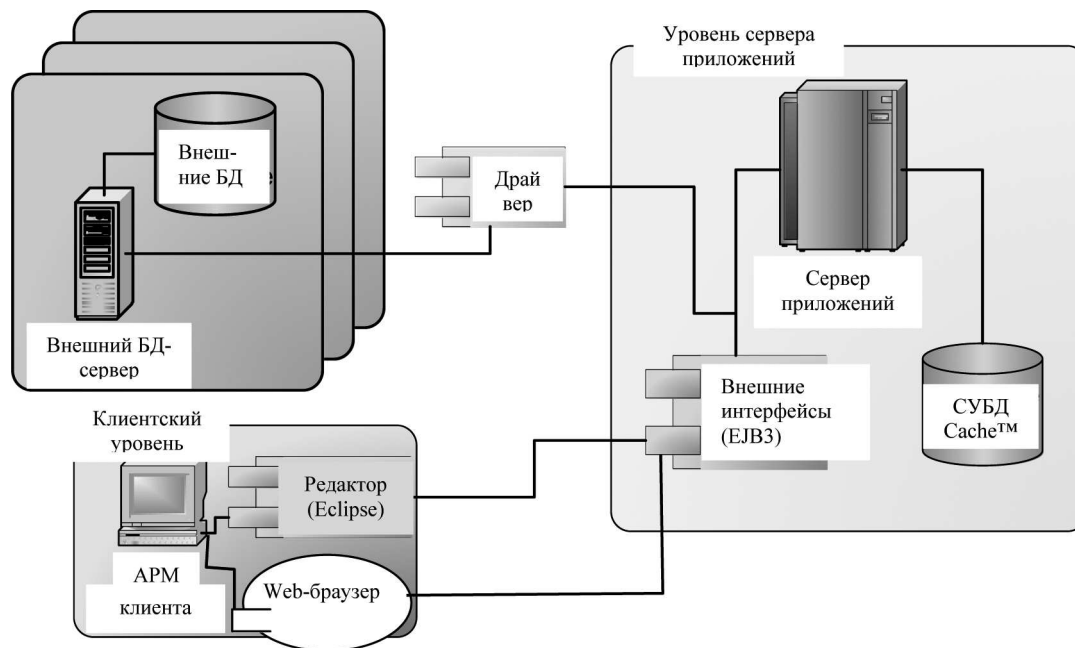 Уровень сервера
приложений
Внеш-
ние БД
Драй
вер
Сервер
приложений
Внешний БД-
сервер
Внешние
интерфейсы
(EJB3)
СУБД
Cache™
Клиентский
уровень
Редактор
(Eclipse)
АРМ
клиента
Web-браузер